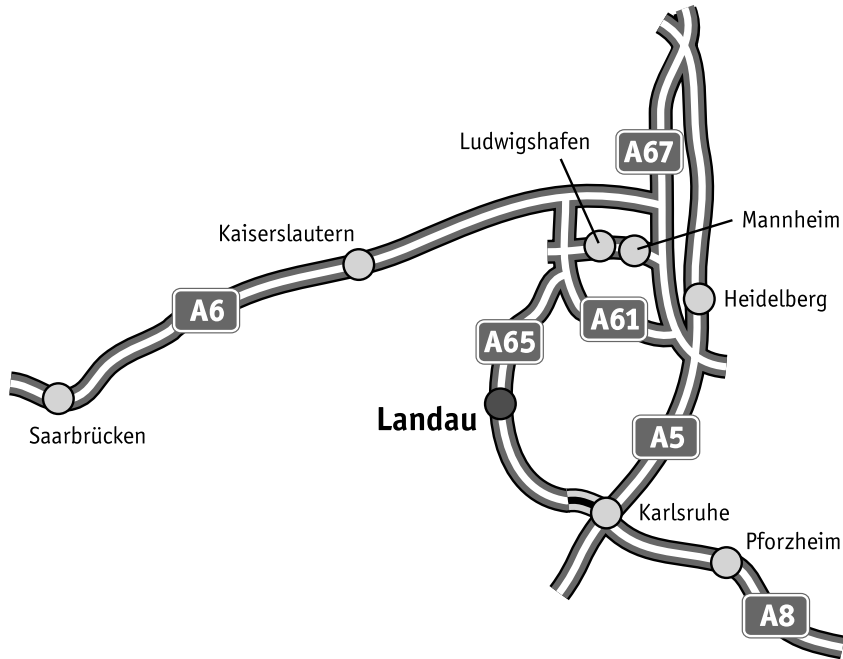 Ludwigshafen
A67
Mannheim
Kaiserslautern
Heidelberg
A6
A61
A65
Landau
A5
Saarbrücken
Karlsruhe
Pforzheim
A8